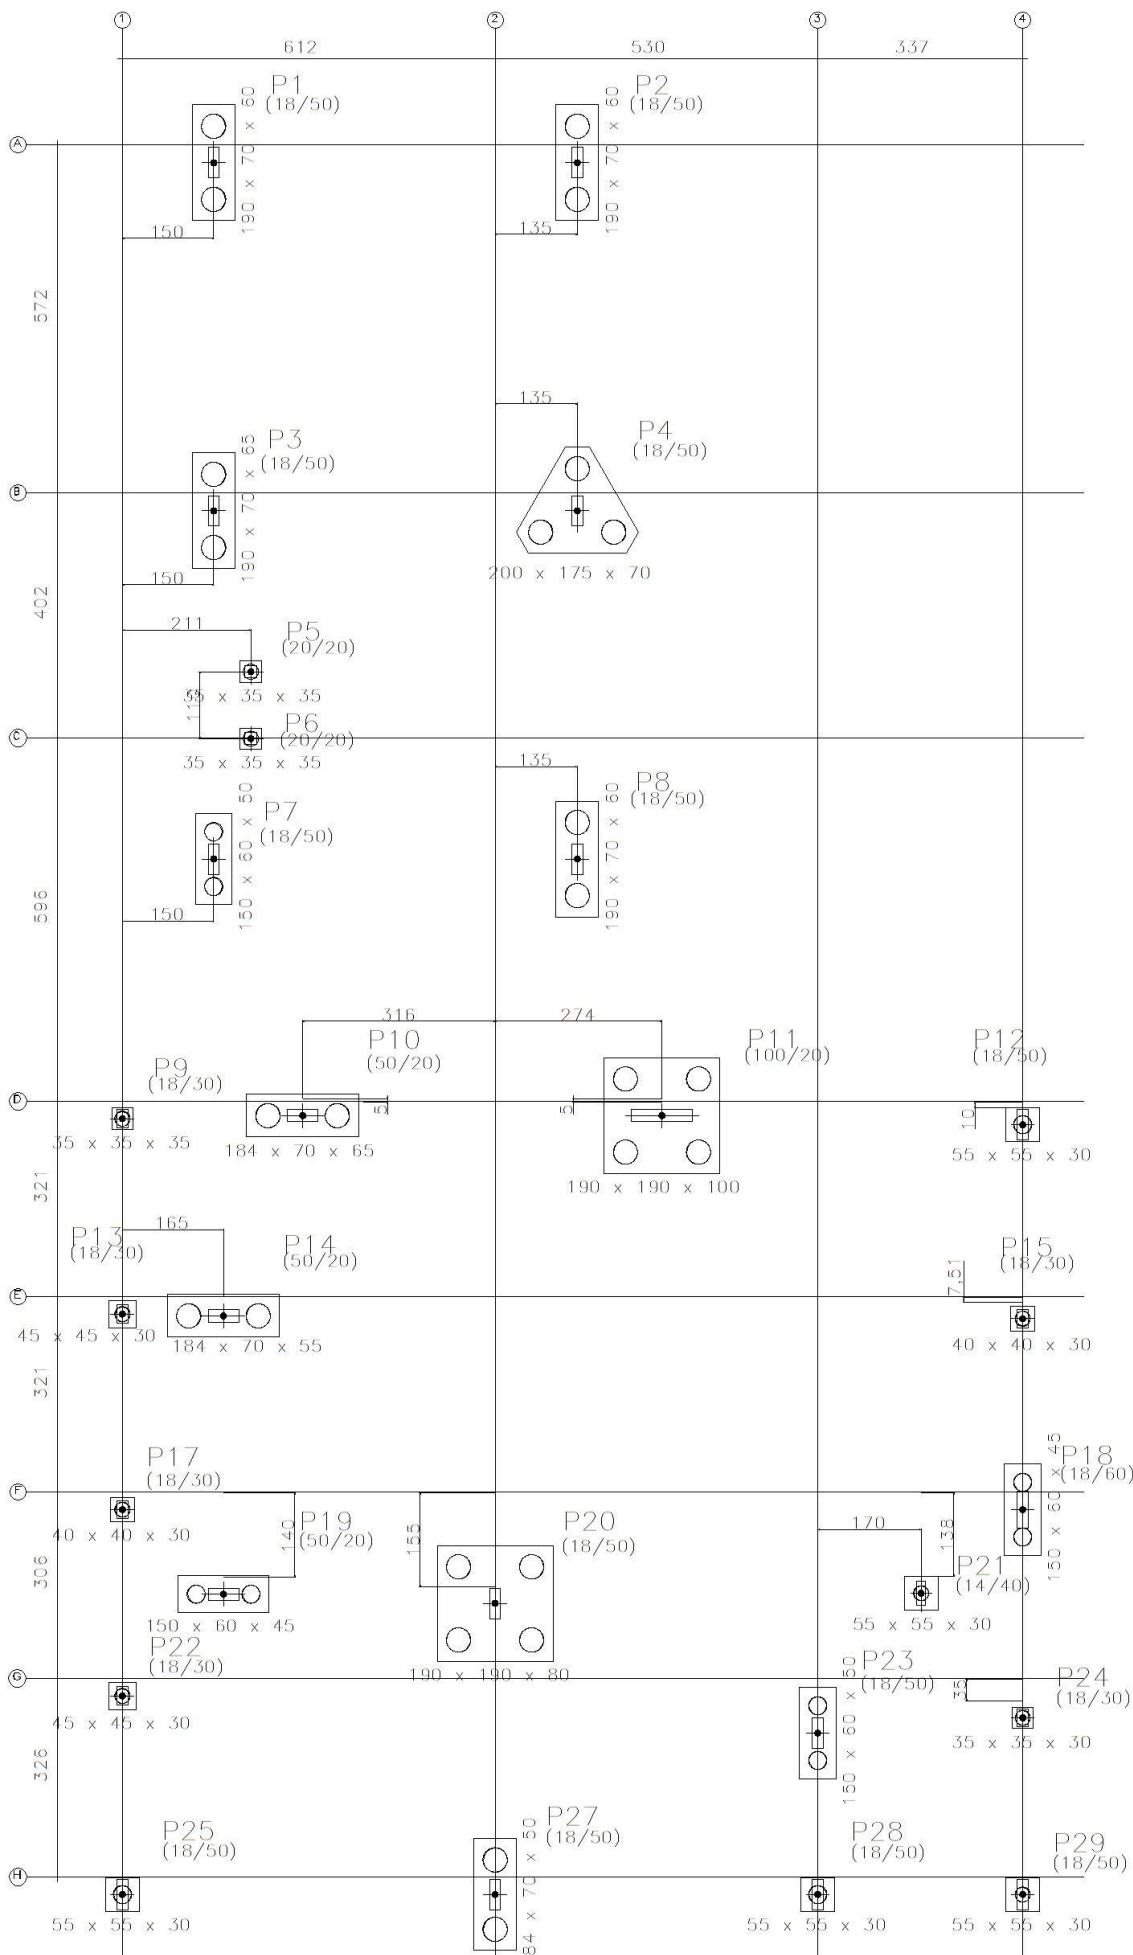 1
2
3
4
612
530
337
P1
(18/50)
190 x 70 x 60
P2
(18/50)
190 x 70 x 60
A
150
135
572
135
P3
(18/50)
190 x 70 x 65
P4
(18/50)
B
200 x 175 x 70
150
402
211
P5
(20/20)
35 x 35 x 35
P6
(20/20)
C
35 x 35 x 35
135
P7
(18/50)
150 x 60 x 50
P8
(18/50)
190 x 70 x 60
150
596
316
274
P9
(18/30)
P10
(50/20)
P11
(100/20)
P12
(18/50)
D
5
5
10
35 x 35 x 35
184 x 70 x 65
190 x 190 x 100
55 x 55 x 30
321
P13
(18/30)
165
P14
(50/20)
P15
(18/30)
7,51
E
45 x 45 x 30
184 x 70 x 55
40 x 40 x 30
321
P17
(18/30)
P18
(18/60)
150 x 60 x 45
F
40 x 40 x 30
140
P19
(50/20)
155
P20
(18/50)
170
138
P21
(14/40)
306
150 x 60 x 45
55 x 55 x 30
P22
(18/30)
190 x 190 x 80
P23
(18/50)
150 x 60 x 50
G
35
P24
(18/30)
45 x 45 x 30
35 x 35 x 30
326
P25
(18/50)
P27
(18/50)
84 x 70 x 50
P28
(18/50)
P29
(18/50)
H
55 x 55 x 30
55 x 55 x 30
55 x 55 x 30